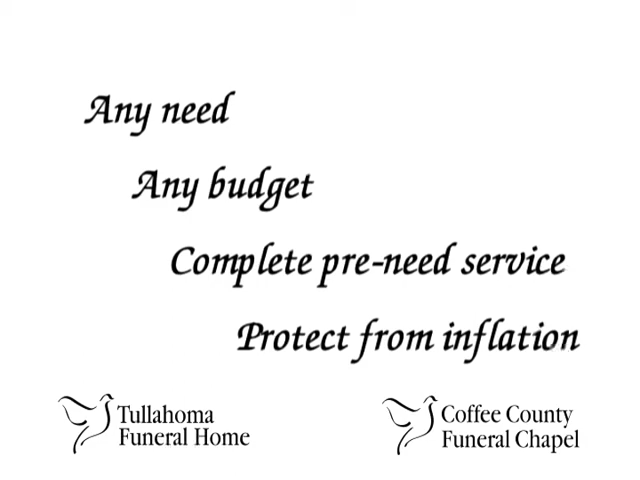 Any need
Any budget
Complete pre-need service
Protect from inflation
Tullahoma
Funeral Home
Coffee County
Funeral Chapel